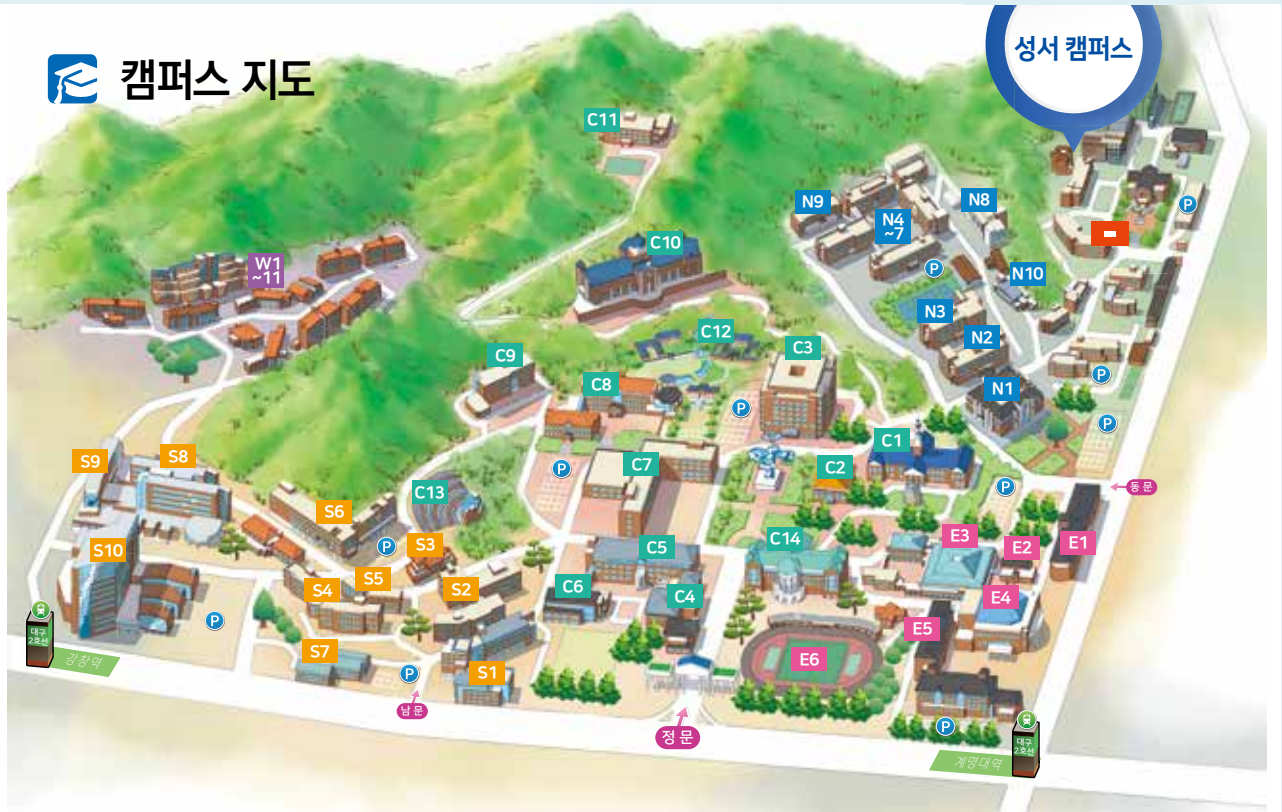 캠퍼스 지도
성서 캠퍼스
C11
N9
N4
~7
N8
P
C10
W1
~11
P
N10
N3
C12
C3
N2
C9
C8
P
N1
P
P
C1
S9
S8
P
C7
C2
C13
P
동문
S6
S10
P
S3
C5
C14
E3
E2
E1
S5
S4
S2
C6
C4
E4
대구
2호선
강창역
P
S7
P
S1
E5
E6
남문
정문
P
대구
2호선
계명대역